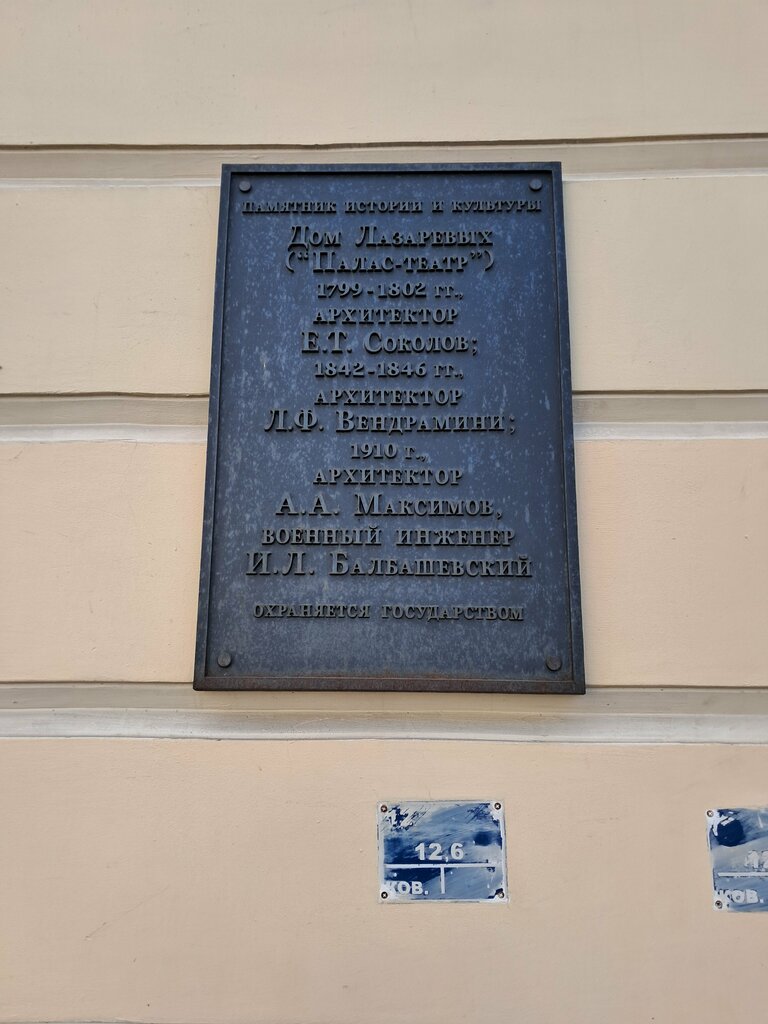 ПАМЯТНИК ИСТОРИИ И КУЛЬТУРЫ
ДОМ ЛАЗАРЕВЫХ
("ПАЛАС-ТЕАТР")
1799-1802 ГГ.,
АРХИТЕКТОР
Е.Т. СОКОЛОВ;
1842-1846 ГГ.,
АРХИТЕКТОР
Л.Ф. ВЕНДРАМИНИ;
1910 Г.,
АРХИТЕКТОР
А.А. МАКСИМОВ,
ВОЕННЫЙ ИНЖЕНЕР
И.Л. БАЛБАШЕВСКИЙ
ОХРАНЯЕТСЯ ГОСУДАРСТВОМ
12,6
КОВ.
КОВ.